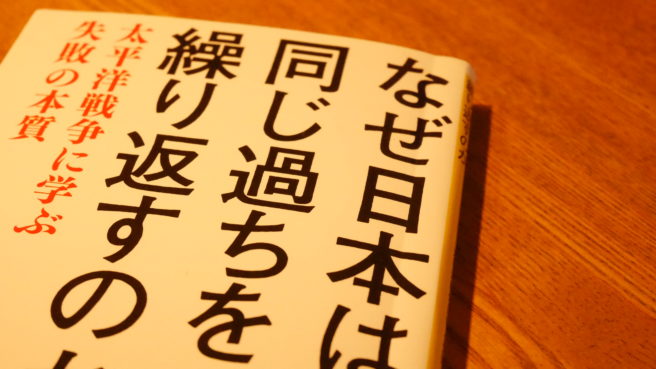 なぜ日本は
同じ過ちを
繰り返すの
太平洋戦争に学ぶ
失敗の本質